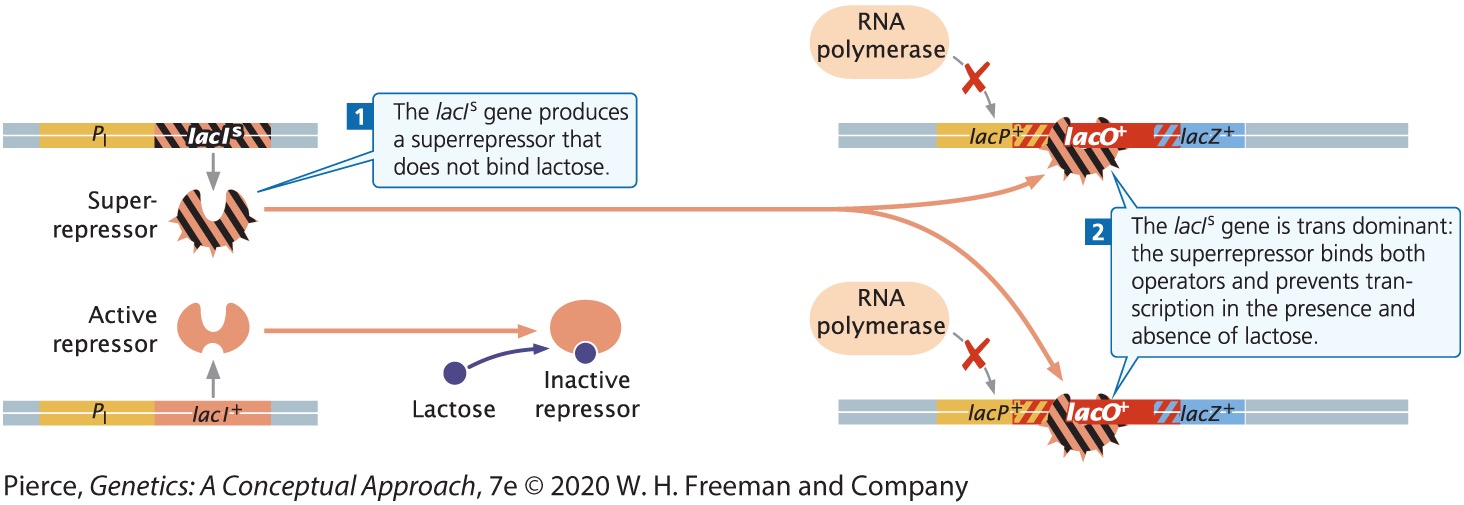 RNA
polymerase
1
The lacIˢ gene produces
a superrepressor that
does not bind lactose.
Pᵢ
lacIˢ
lacP⁺
lacO⁺
lacZ⁺
Super-
repressor
2
The lacIˢ gene is trans dominant:
the superrepressor binds both
operators and prevents tran-
scription in the presence and
absence of lactose.
Active
repressor
RNA
polymerase
Lactose
Inactive
repressor
Pᵢ
lacI⁺
lacP⁺
lacO⁺
lacZ⁺
Pierce, Genetics: A Conceptual Approach, 7e © 2020 W. H. Freeman and Company